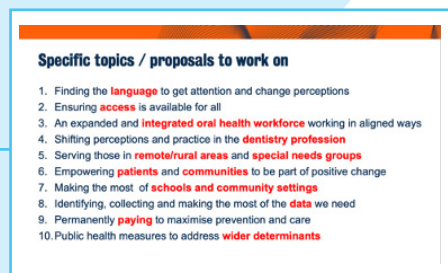 Specific topics / proposals to work on
1. Finding the language to get attention and change perceptions
2. Ensuring access is available for all
3. An expanded and integrated oral health workforce working in aligned ways
4. Shifting perceptions and practice in the dentistry profession
5. Serving those in remote/rural areas and special needs groups
6. Empowering patients and communities to be part of positive change
7. Making the most of schools and community settings
8. Identifying, collecting and making the most of the data we need
9. Permanently paying to maximise prevention and care
10. Public health measures to address wider determinants